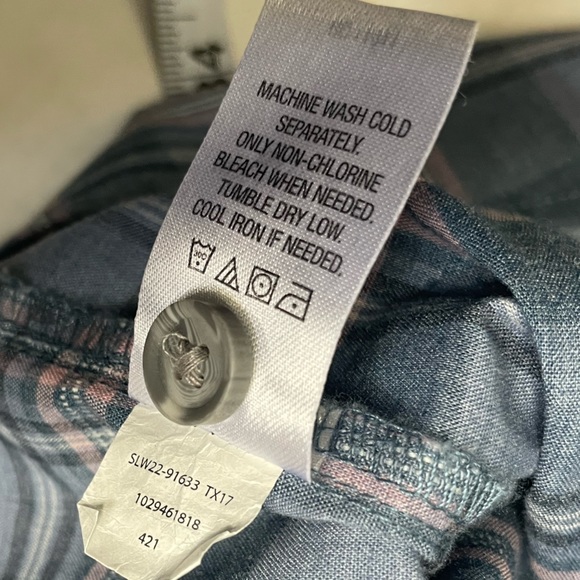 MACHINE WASH COLD
SEPARATELY.
ONLY NON-CHLORINE
BLEACH WHEN NEEDED.
TUMBLE DRY LOW.
COOL IRON IF NEEDED.
SLW22-91633 TX17
1029461818
421